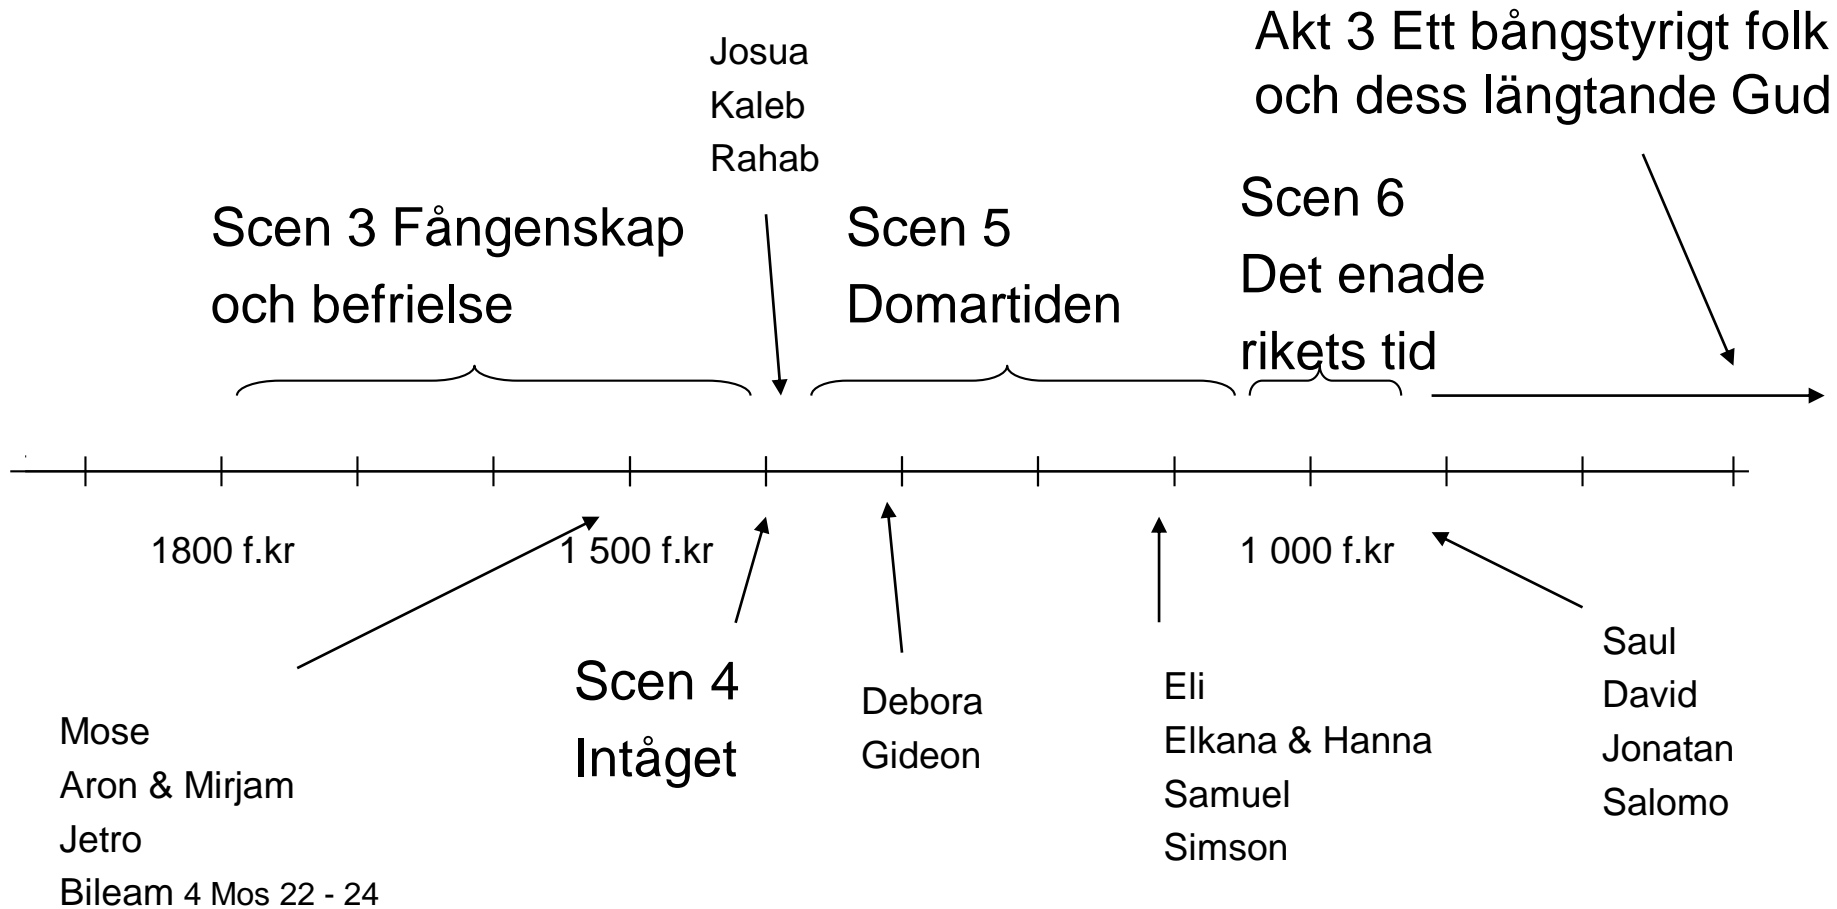 Akt 3 Ett bångstyrigt folk
och dess längtande Gud
Josua
Kaleb
Rahab
Scen 3 Fångenskap
och befrielse
Scen 5
Domartiden
Scen 6
Det enade
rikets tid
1800 f.kr
1 500 f.kr
1 000 f.kr
Mose
Aron & Mirjam
Jetro
Bileam 4 Mos 22 - 24
Scen 4
Intåget
Debora
Gideon
Eli
Elkana & Hanna
Samuel
Simson
Saul
David
Jonatan
Salomo